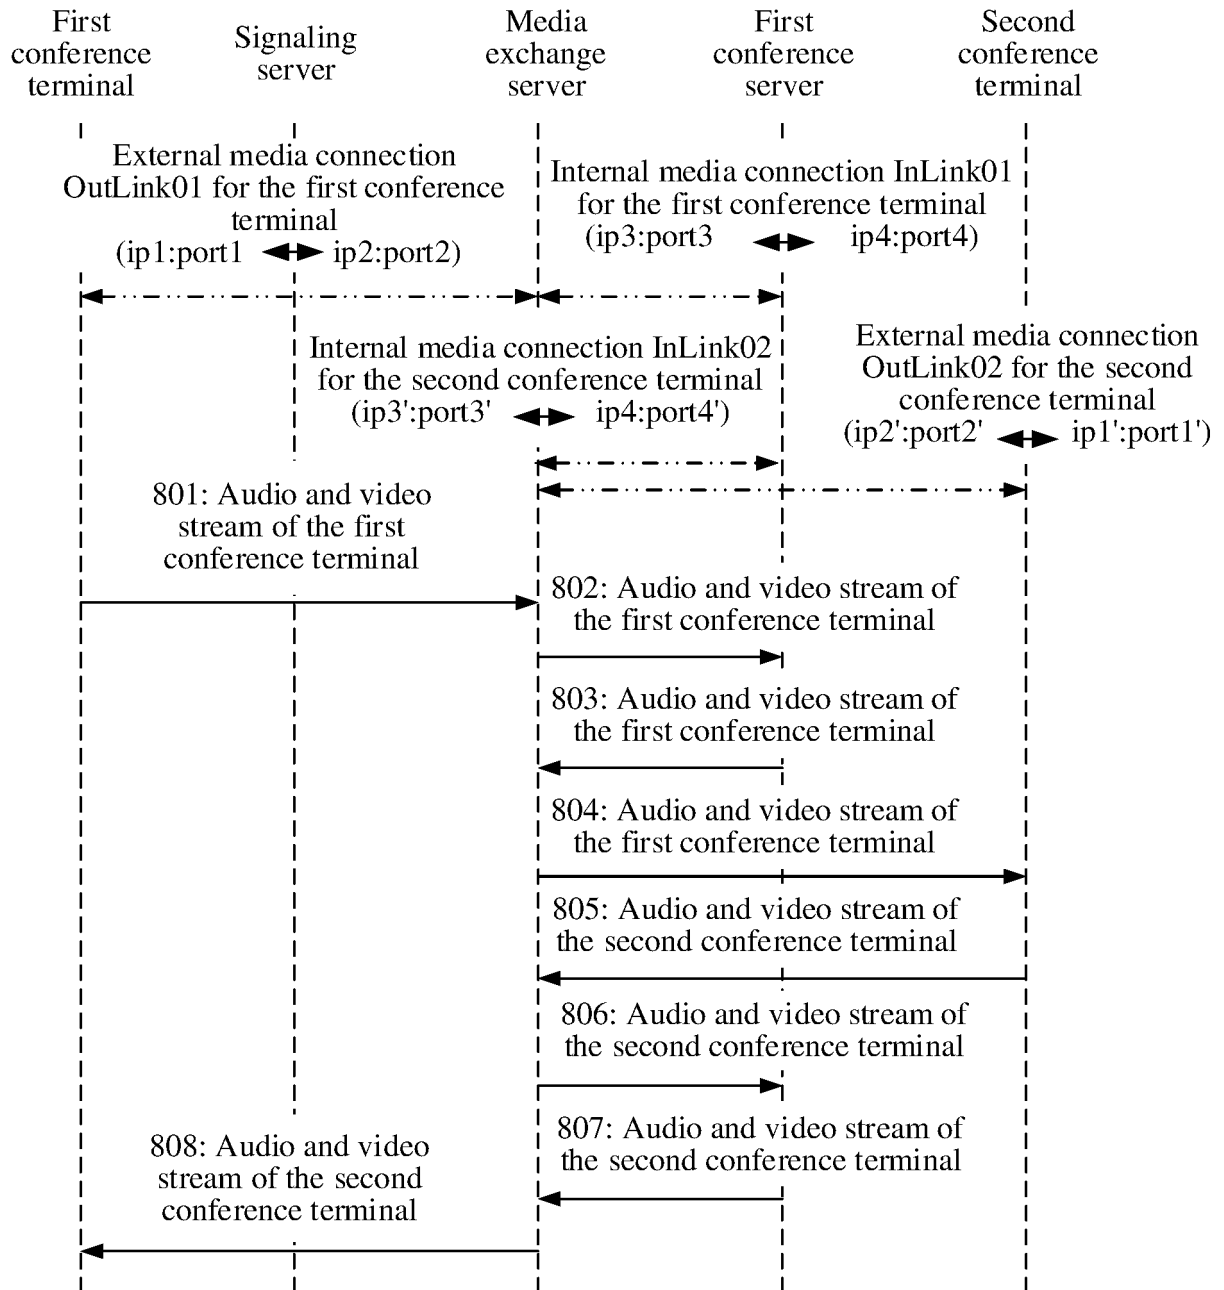 First
conference
terminal
Signaling
server
Media
exchange
server
First
conference
server
Second
conference
terminal
External media connection
OutLink01 for the first conference
terminal
(ip1:port1 ip2:port2)
Internal media connection InLink01
for the first conference terminal
(ip3:port3 ip4:port4)
Internal media connection InLink02
for the second conference terminal
(ip3':port3' ip4:port4')
External media connection
OutLink02 for the second
conference terminal
(ip2':port2' ip1':port1')
801: Audio and video
stream of the first
conference terminal
802: Audio and video stream of
the first conference terminal
803: Audio and video stream of
the first conference terminal
804: Audio and video stream of
the first conference terminal
805: Audio and video stream of
the second conference terminal
806: Audio and video stream of
the second conference terminal
807: Audio and video stream of
the second conference terminal
808: Audio and video
stream of the second
conference terminal